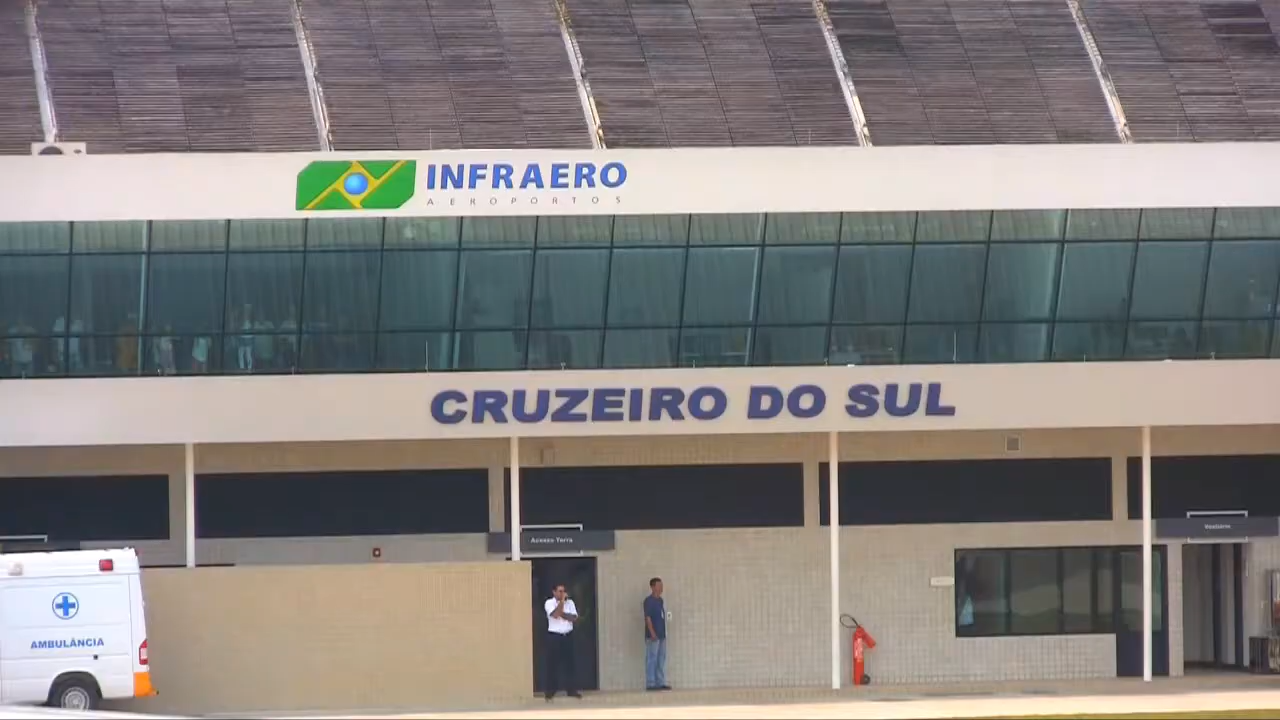 INFRAERO
AEROPORTOS
CRUZEIRO DO SUL
Acesso Terra
AMBULÂNCIA